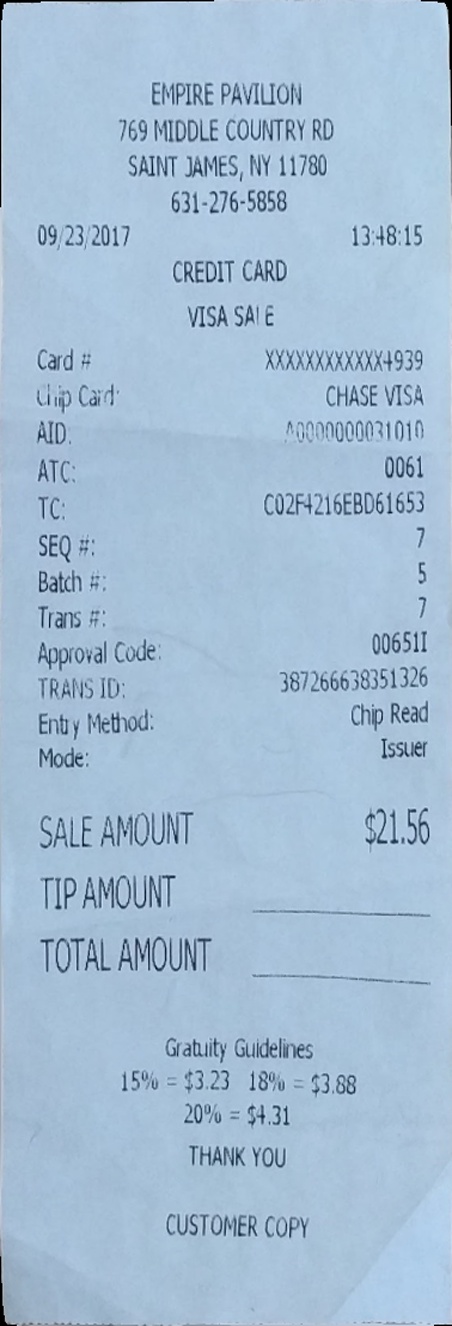 EMPIRE PAVILION
769 MIDDLE COUNTRY RD
SAINT JAMES, NY 11780
631-276-5858
09/23/2017 13:48:15
CREDIT CARD
VISA SALE
Card # XXXXXXXXXXXX4939
Chip Card: CHASE VISA
AID: A0000000031010
ATC: 0061
TC: C02F4216EBD61653
SEQ #: 7
Batch #: 5
Trans #: 7
Approval Code: 00651I
TRANS ID: 387266638351326
Entry Method: Chip Read
Mode: Issuer
SALE AMOUNT $21.56
TIP AMOUNT
TOTAL AMOUNT
Gratuity Guidelines
15% = $3.23 18% = $3.88
20% = $4.31
THANK YOU
CUSTOMER COPY